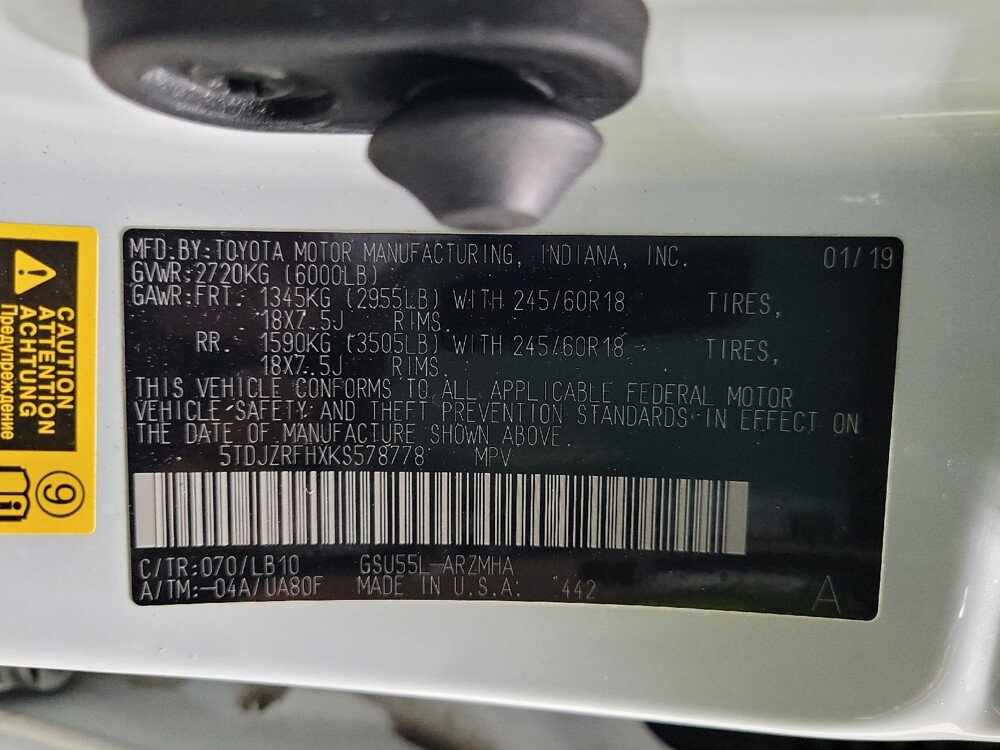 MFD.BY:TOYOTA MOTOR MANUFACTURING, INDIANA, INC. 01/19
GVWR:2720KG (6000LB)
GAWR:FRT. 1345KG (2955LB) WITH 245/60R18 TIRES,
18X7.5J RIMS.
RR. 1590KG (3505LB) WITH 245/60R18 TIRES,
18X7.5J RIMS.
THIS VEHICLE CONFORMS TO ALL APPLICABLE FEDERAL MOTOR
VEHICLE SAFETY AND THEFT PREVENTION STANDARDS IN EFFECT ON
THE DATE OF MANUFACTURE SHOWN ABOVE.
5TDJZRFHXKS578778 MPV
C/TR:070/LB10 GSU55L-ARZMHA
A/TM:-04A/UA80F MADE IN U.S.A. 442
A
CAUTION
ATTENTION
ACHTUNG
Предупреждение
9